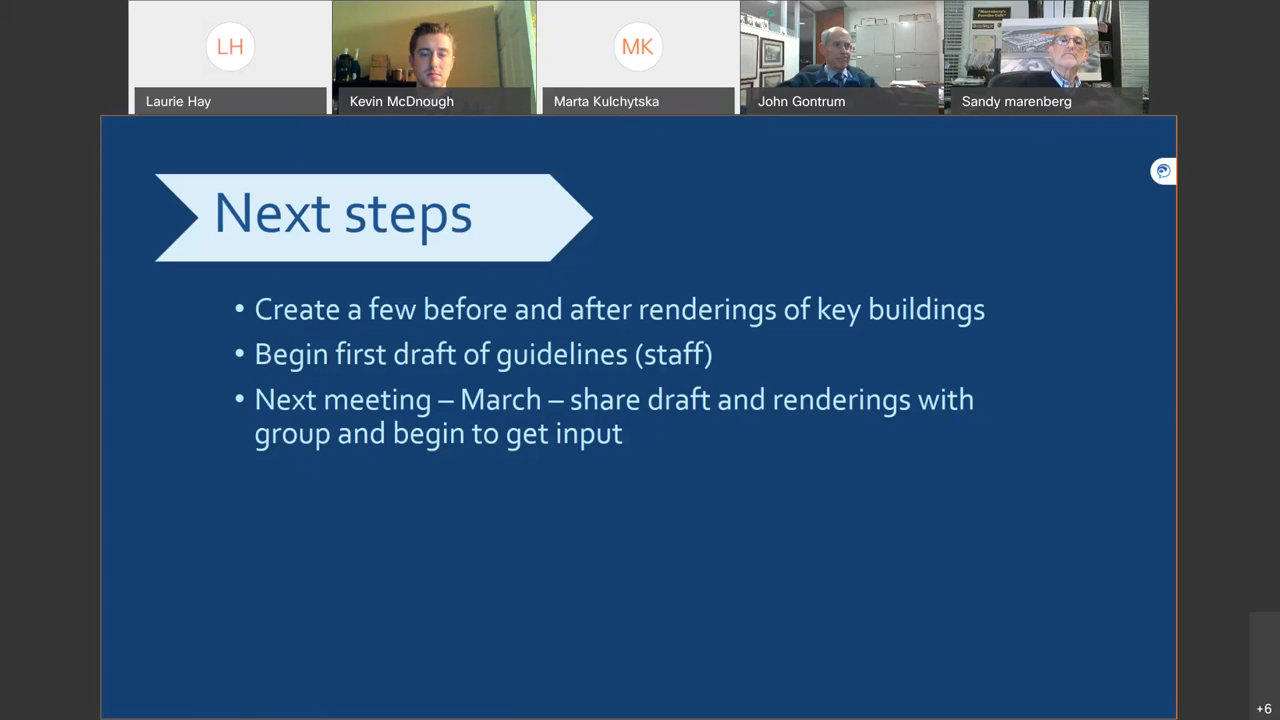 LH
MK
Laurie Hay
Kevin McDnough
Marta Kulchytska
John Gontrum
Sandy marenberg
Next steps
• Create a few before and after renderings of key buildings
• Begin first draft of guidelines (staff)
• Next meeting – March – share draft and renderings with
group and begin to get input
+6